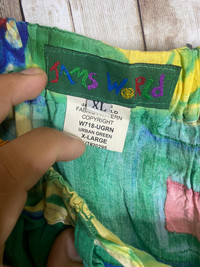 JAMS World
XL
COPYRIGHT
W718-UGRN
URBAN GREEN
X-LARGE